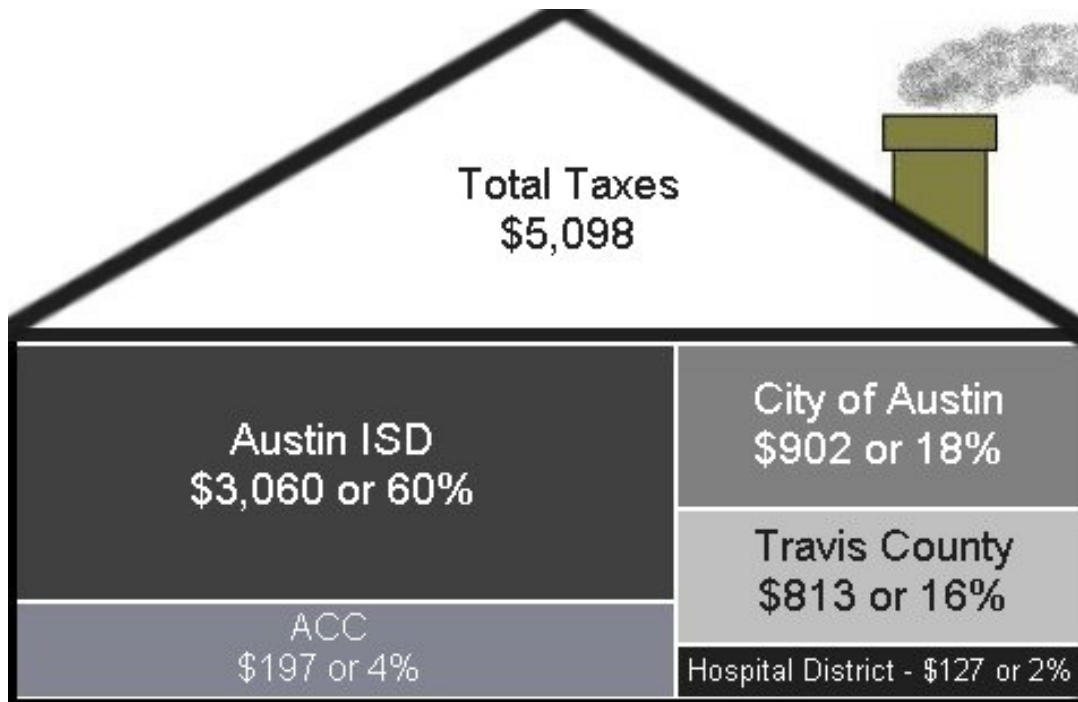 Total Taxes
$5,098
Austin ISD
$3,060 or 60%
City of Austin
$902 or 18%
Travis County
$813 or 16%
ACC
$197 or 4%
Hospital District - $127 or 2%